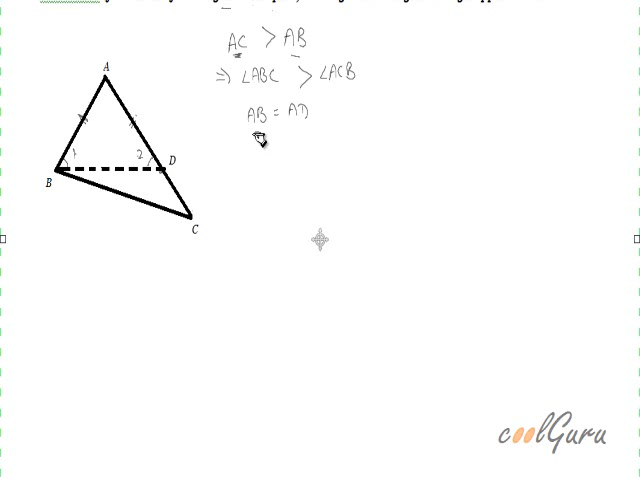 AC > AB
⇒ ∠ABC > ∠ACB
AB = AD
A
1
2
D
B
C
coolGuru